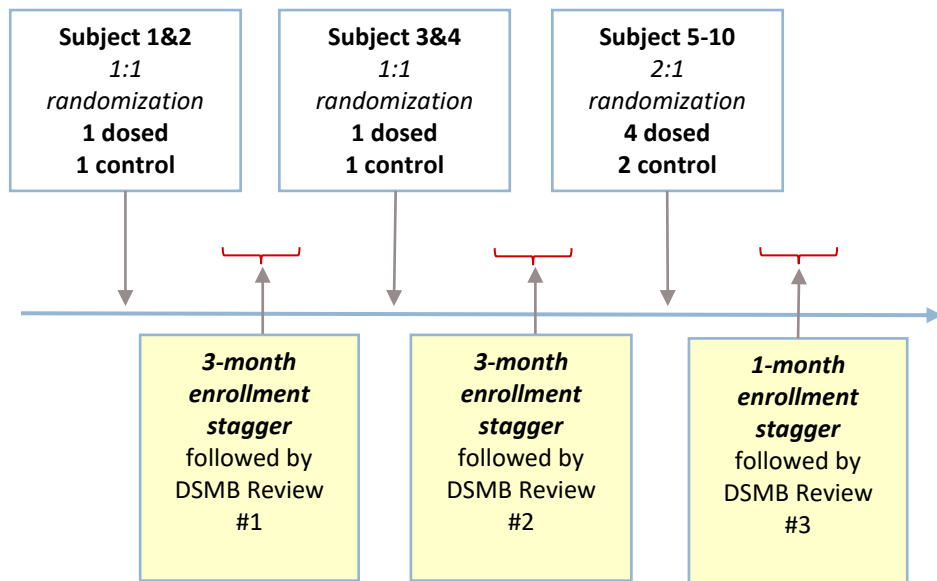 Subject 1&2
1:1
randomization
1 dosed
1 control
Subject 3&4
1:1
randomization
1 dosed
1 control
Subject 5-10
2:1
randomization
4 dosed
2 control
3-month
enrollment
stagger
followed by
DSMB Review
#1
3-month
enrollment
stagger
followed by
DSMB Review
#2
1-month
enrollment
stagger
followed by
DSMB Review
#3